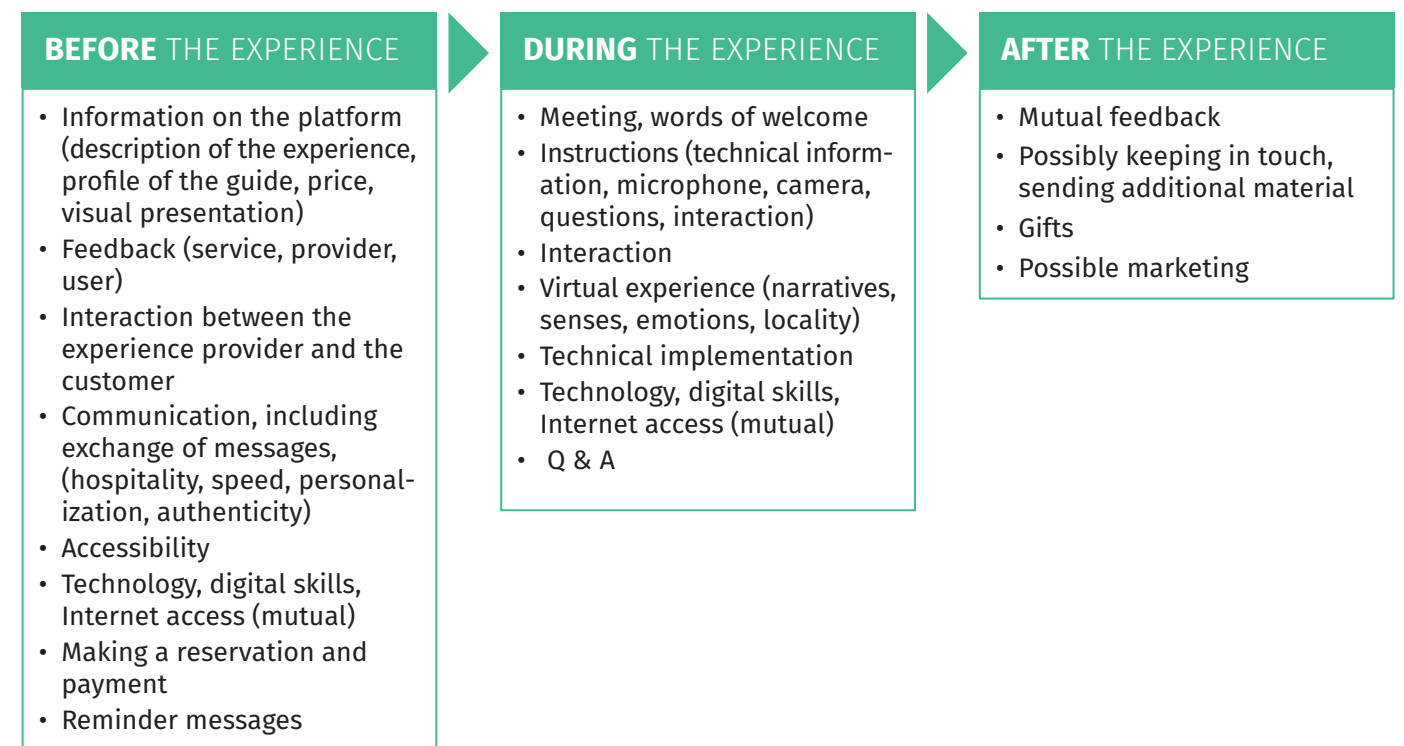 BEFORE THE EXPERIENCE
• Information on the platform
(description of the experience,
profile of the guide, price,
visual presentation)
• Feedback (service, provider,
user)
• Interaction between the
experience provider and the
customer
• Communication, including
exchange of messages,
(hospitality, speed, personal-
ization, authenticity)
• Accessibility
• Technology, digital skills,
Internet access (mutual)
• Making a reservation and
payment
• Reminder messages
DURING THE EXPERIENCE
• Meeting, words of welcome
• Instructions (technical inform-
ation, microphone, camera,
questions, interaction)
• Interaction
• Virtual experience (narratives,
senses, emotions, locality)
• Technical implementation
• Technology, digital skills,
Internet access (mutual)
• Q & A
AFTER THE EXPERIENCE
• Mutual feedback
• Possibly keeping in touch,
sending additional material
• Gifts
• Possible marketing